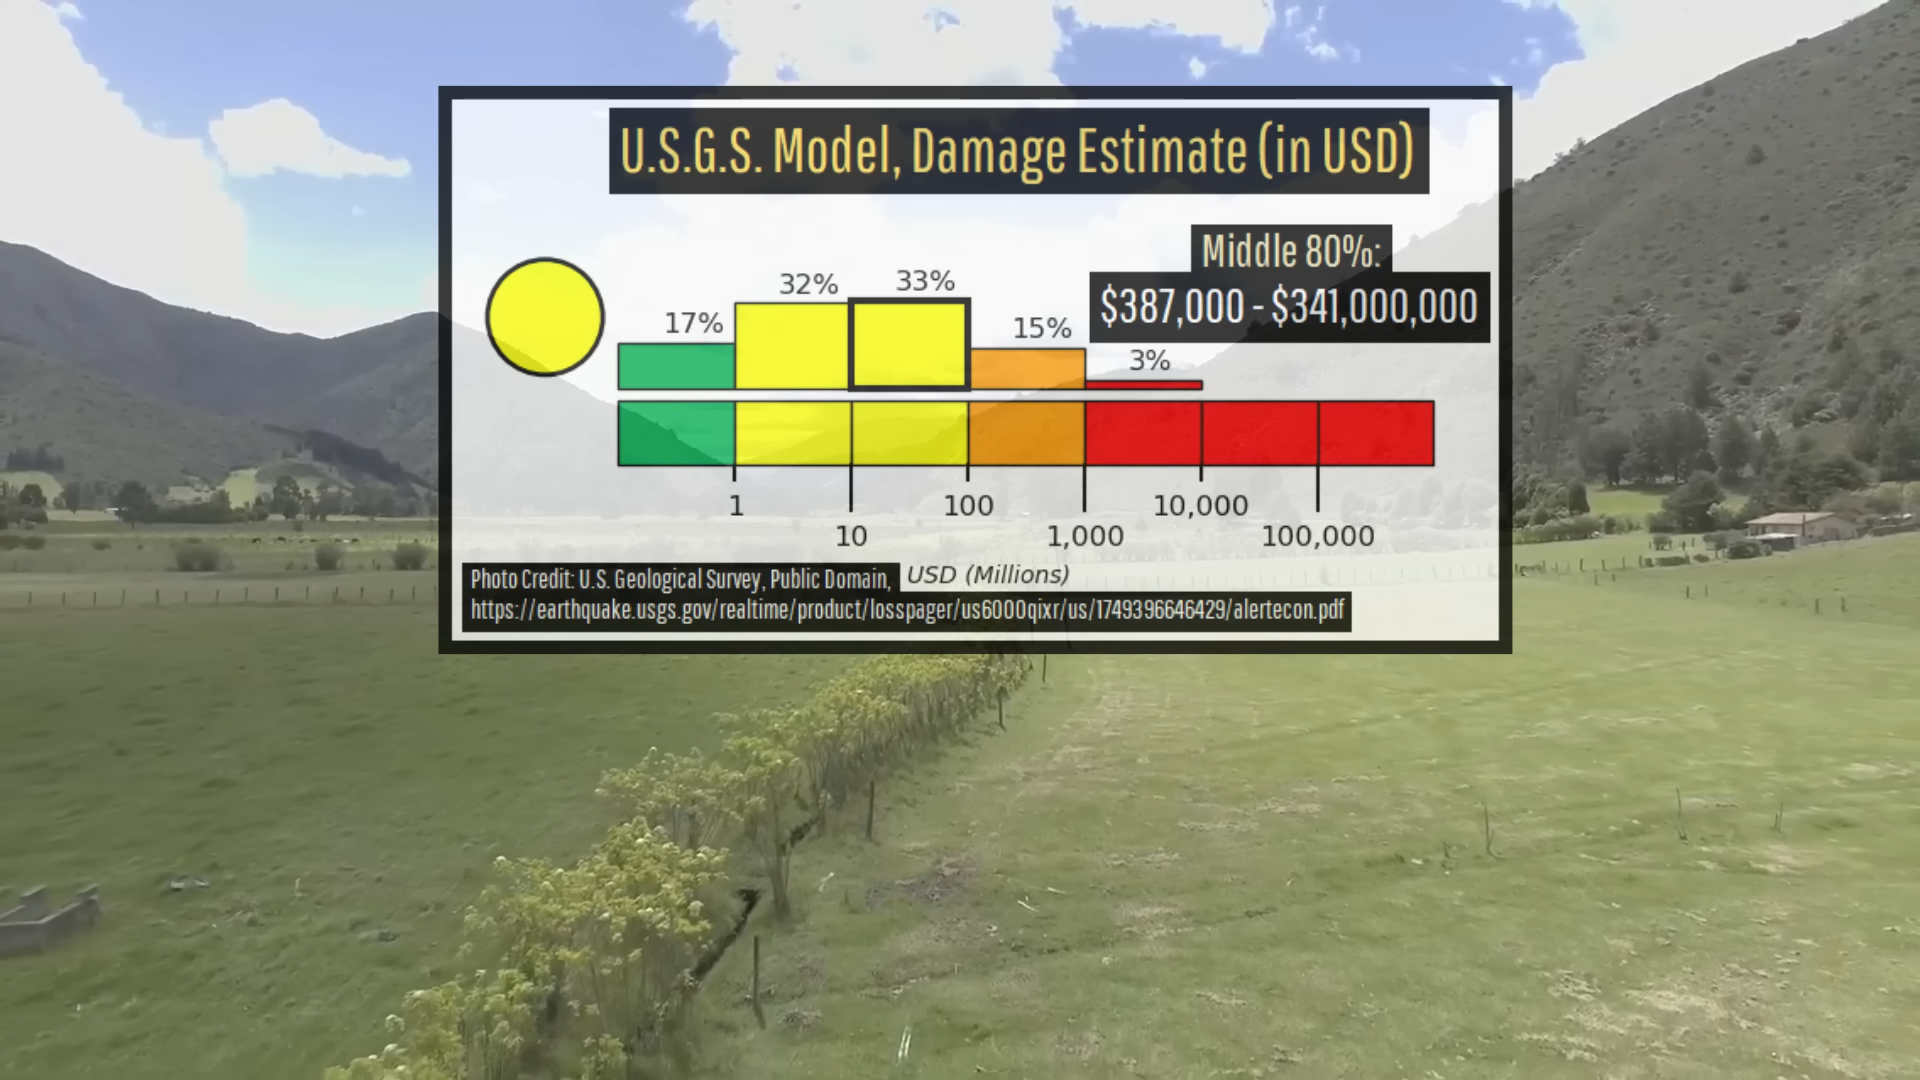 U.S.G.S. Model, Damage Estimate (in USD)
Middle 80%:
$387,000 - $341,000,000
17%
32%
33%
15%
3%
1
10
100
1,000
10,000
100,000
USD (Millions)
Photo Credit: U.S. Geological Survey, Public Domain,
https://earthquake.usgs.gov/realtime/product/losspager/us6000qixr/us/1749396646429/alertecon.pdf